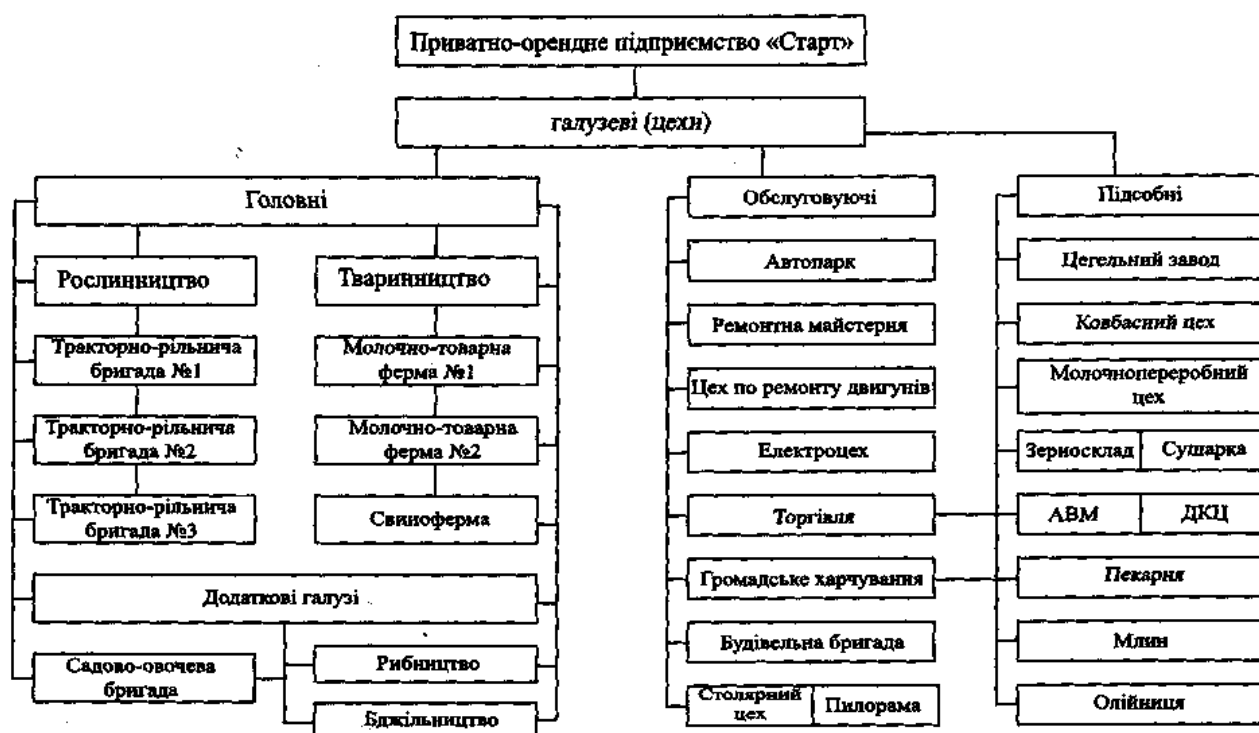 Приватно-орендне підприємство «Старт»
галузеві (цехи)
Головні
Рослинництво
Тракторно-рільнича
бригада №1
Тракторно-рільнича
бригада №2
Тракторно-рільнича
бригада №3
Тваринництво
Молочно-товарна
ферма №1
Молочно-товарна
ферма №2
Свиноферма
Додаткові галузі
Садово-овочева
бригада
Рибництво
Бджільництво
Обслутовуючі
Автопарк
Ремонтна майстерня
Цех по ремонту двигунів
Електроцех
Торгівля
Громадське харчування
Будівельна бригада
Столярний
цех
Пилорама
Підсобні
Цегельний завод
Ковбасний цех
Молочнопереробний
цех
Зерносклад
Сушарка
АВМ
ДКЦ
Пекарня
Млин
Олійниця